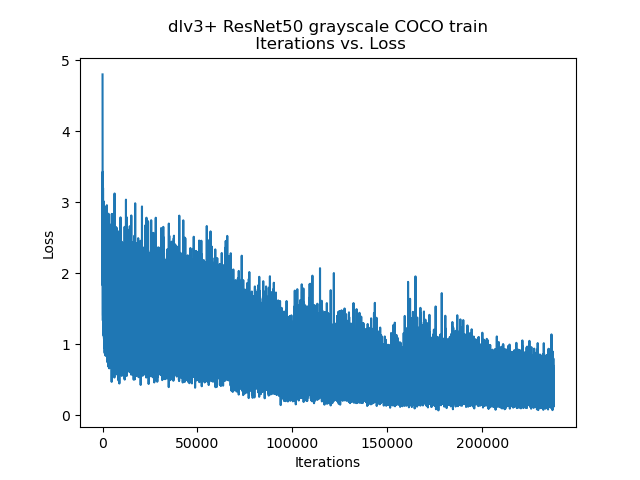 dlv3+ ResNet50 grayscale COCO train
Iterations vs. Loss
5
4
3
2
1
0
Loss
0 50000 100000 150000 200000
Iterations